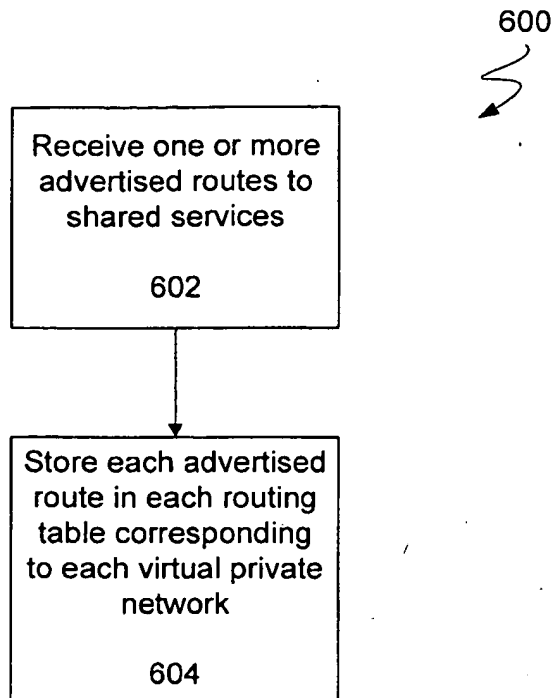 600
Receive one or more
advertised routes to
shared services
602
Store each advertised
route in each routing
table corresponding
to each virtual private
network
604